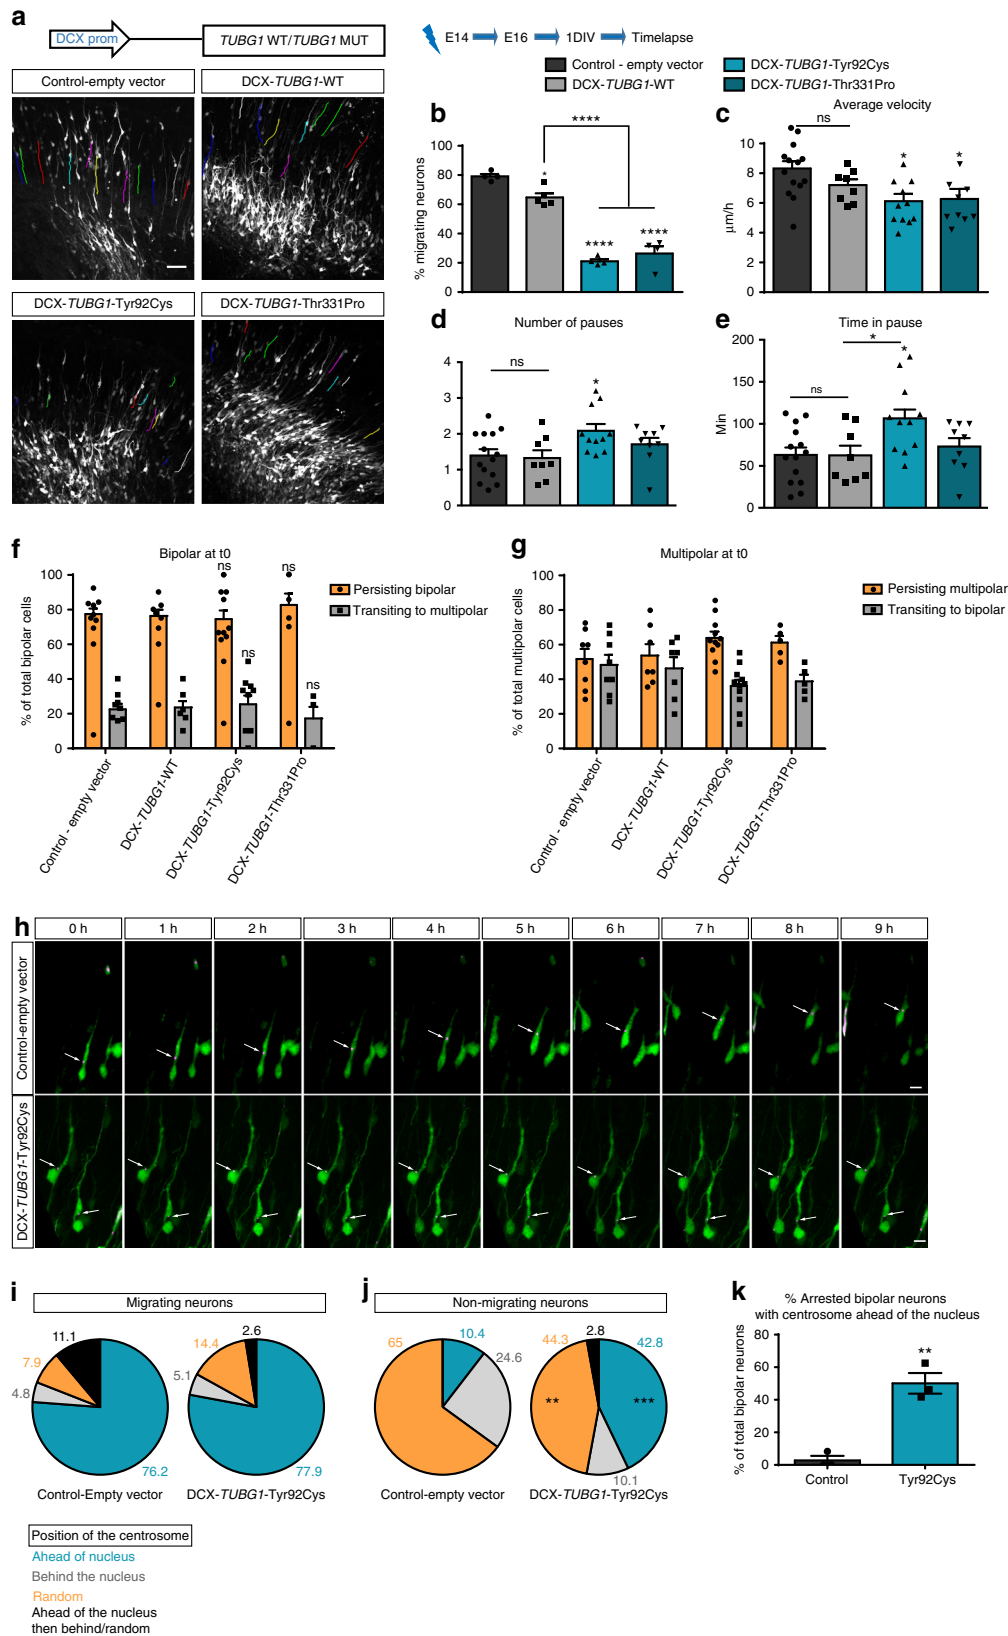 a
DCX prom
TUBG1 WT/TUBG1 MUT
E14
E16
1DIV
Timelapse
Control - empty vector
DCX-TUBG1-WT
DCX-TUBG1-Tyr92Cys
DCX-TUBG1-Thr331Pro
Control-empty vector
DCX-TUBG1-WT
DCX-TUBG1-Tyr92Cys
DCX-TUBG1-Thr331Pro
b
% migrating neurons
100
80
60
40
20
0
****
*
****
****
c
Average velocity
µm/h
10
8
6
4
2
0
ns
*
*
d
Number of pauses
4
3
2
1
0
ns
*
e
Time in pause
Min
200
150
100
50
0
ns
*
*
f
Bipolar at t0
% of total bipolar cells
100
80
60
40
20
0
ns
ns
ns
ns
Persisting bipolar
Transiting to multipolar
Control - empty vector
DCX-TUBG1-WT
DCX-TUBG1-Tyr92Cys
DCX-TUBG1-Thr331Pro
g
Multipolar at t0
% of total multipolar cells
100
80
60
40
20
0
Persisting multipolar
Transiting to bipolar
Control - empty vector
DCX-TUBG1-WT
DCX-TUBG1-Tyr92Cys
DCX-TUBG1-Thr331Pro
h
0 h
1 h
2 h
3 h
4 h
5 h
6 h
7 h
8 h
9 h
Control-empty vector
DCX-TUBG1-Tyr92Cys
i
Migrating neurons
11.1
7.9
4.8
76.2
Control-Empty vector
2.6
14.4
5.1
77.9
DCX-TUBG1-Tyr92Cys
j
Non-migrating neurons
65
10.4
24.6
Control-empty vector
2.8
44.3
42.8
**
***
10.1
DCX-TUBG1-Tyr92Cys
k
% Arrested bipolar neurons
with centrosome ahead of the nucleus
% of total bipolar neurons
80
60
40
20
0
**
Control
Tyr92Cys
Position of the centrosome
Ahead of nucleus
Behind the nucleus
Random
Ahead of the nucleus
then behind/random